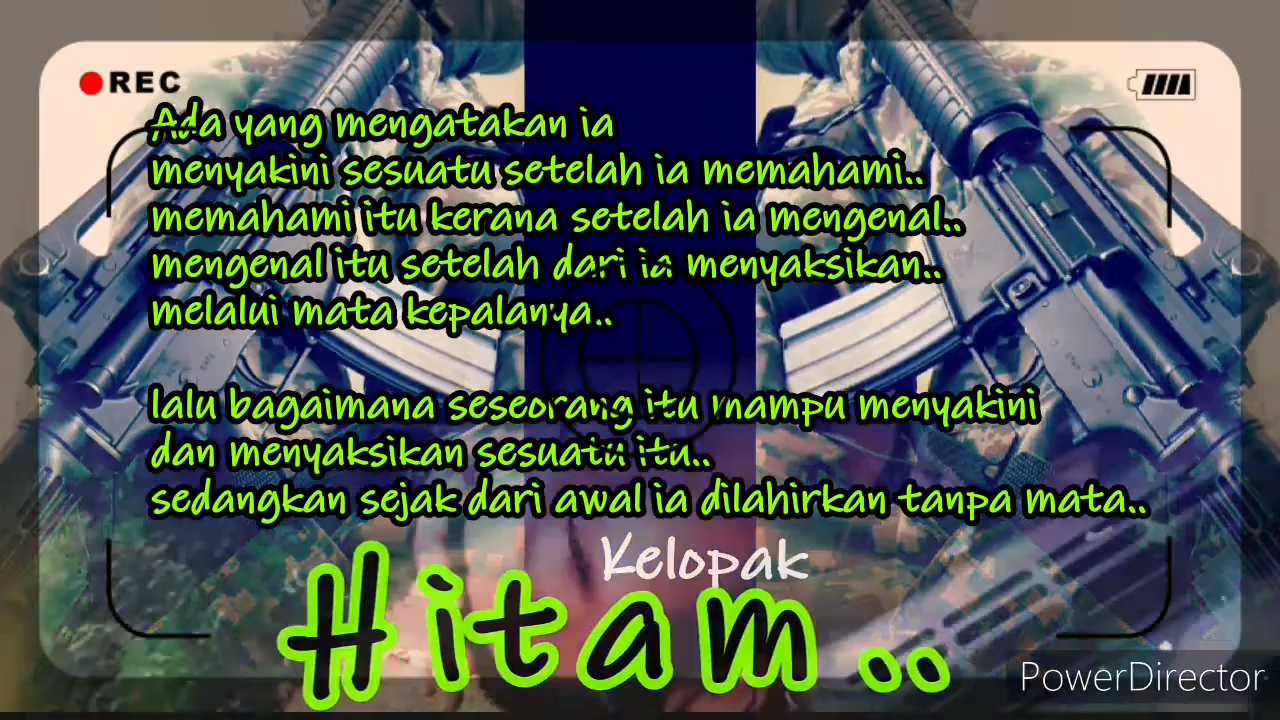 REC
Ada yang mengatakan ia
menyakini sesuatu setelah ia memahami..
memahami itu kerana setelah ia mengenal..
mengenal itu setelah dari ia menyaksikan..
melalui mata kepalanya..
lalu bagaimana seseorang itu mampu menyakini
dan menyaksikan sesuatu itu..
sedangkan sejak dari awal ia dilahirkan tanpa mata..
Kelopak
Hitam..
PowerDirector